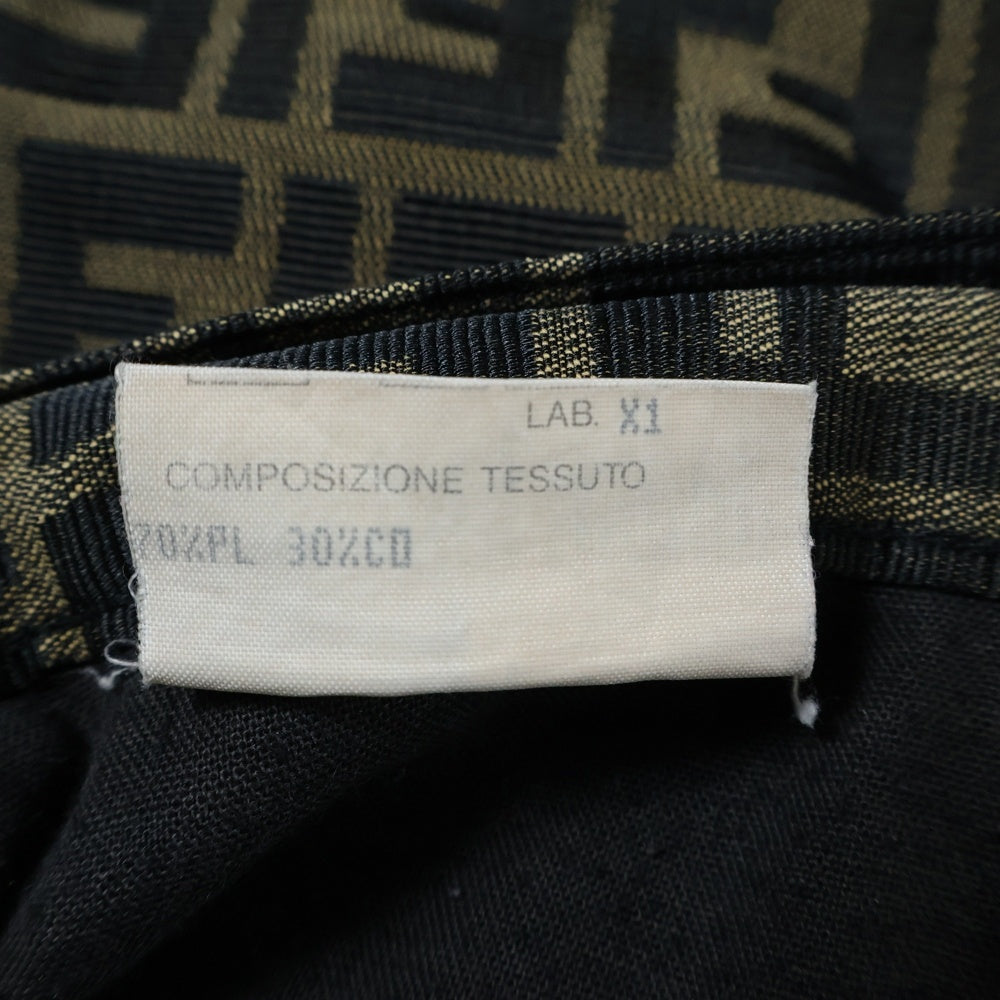 LAB. X1
COMPOSIZIONE TESSUTO
70%PL 30%CO